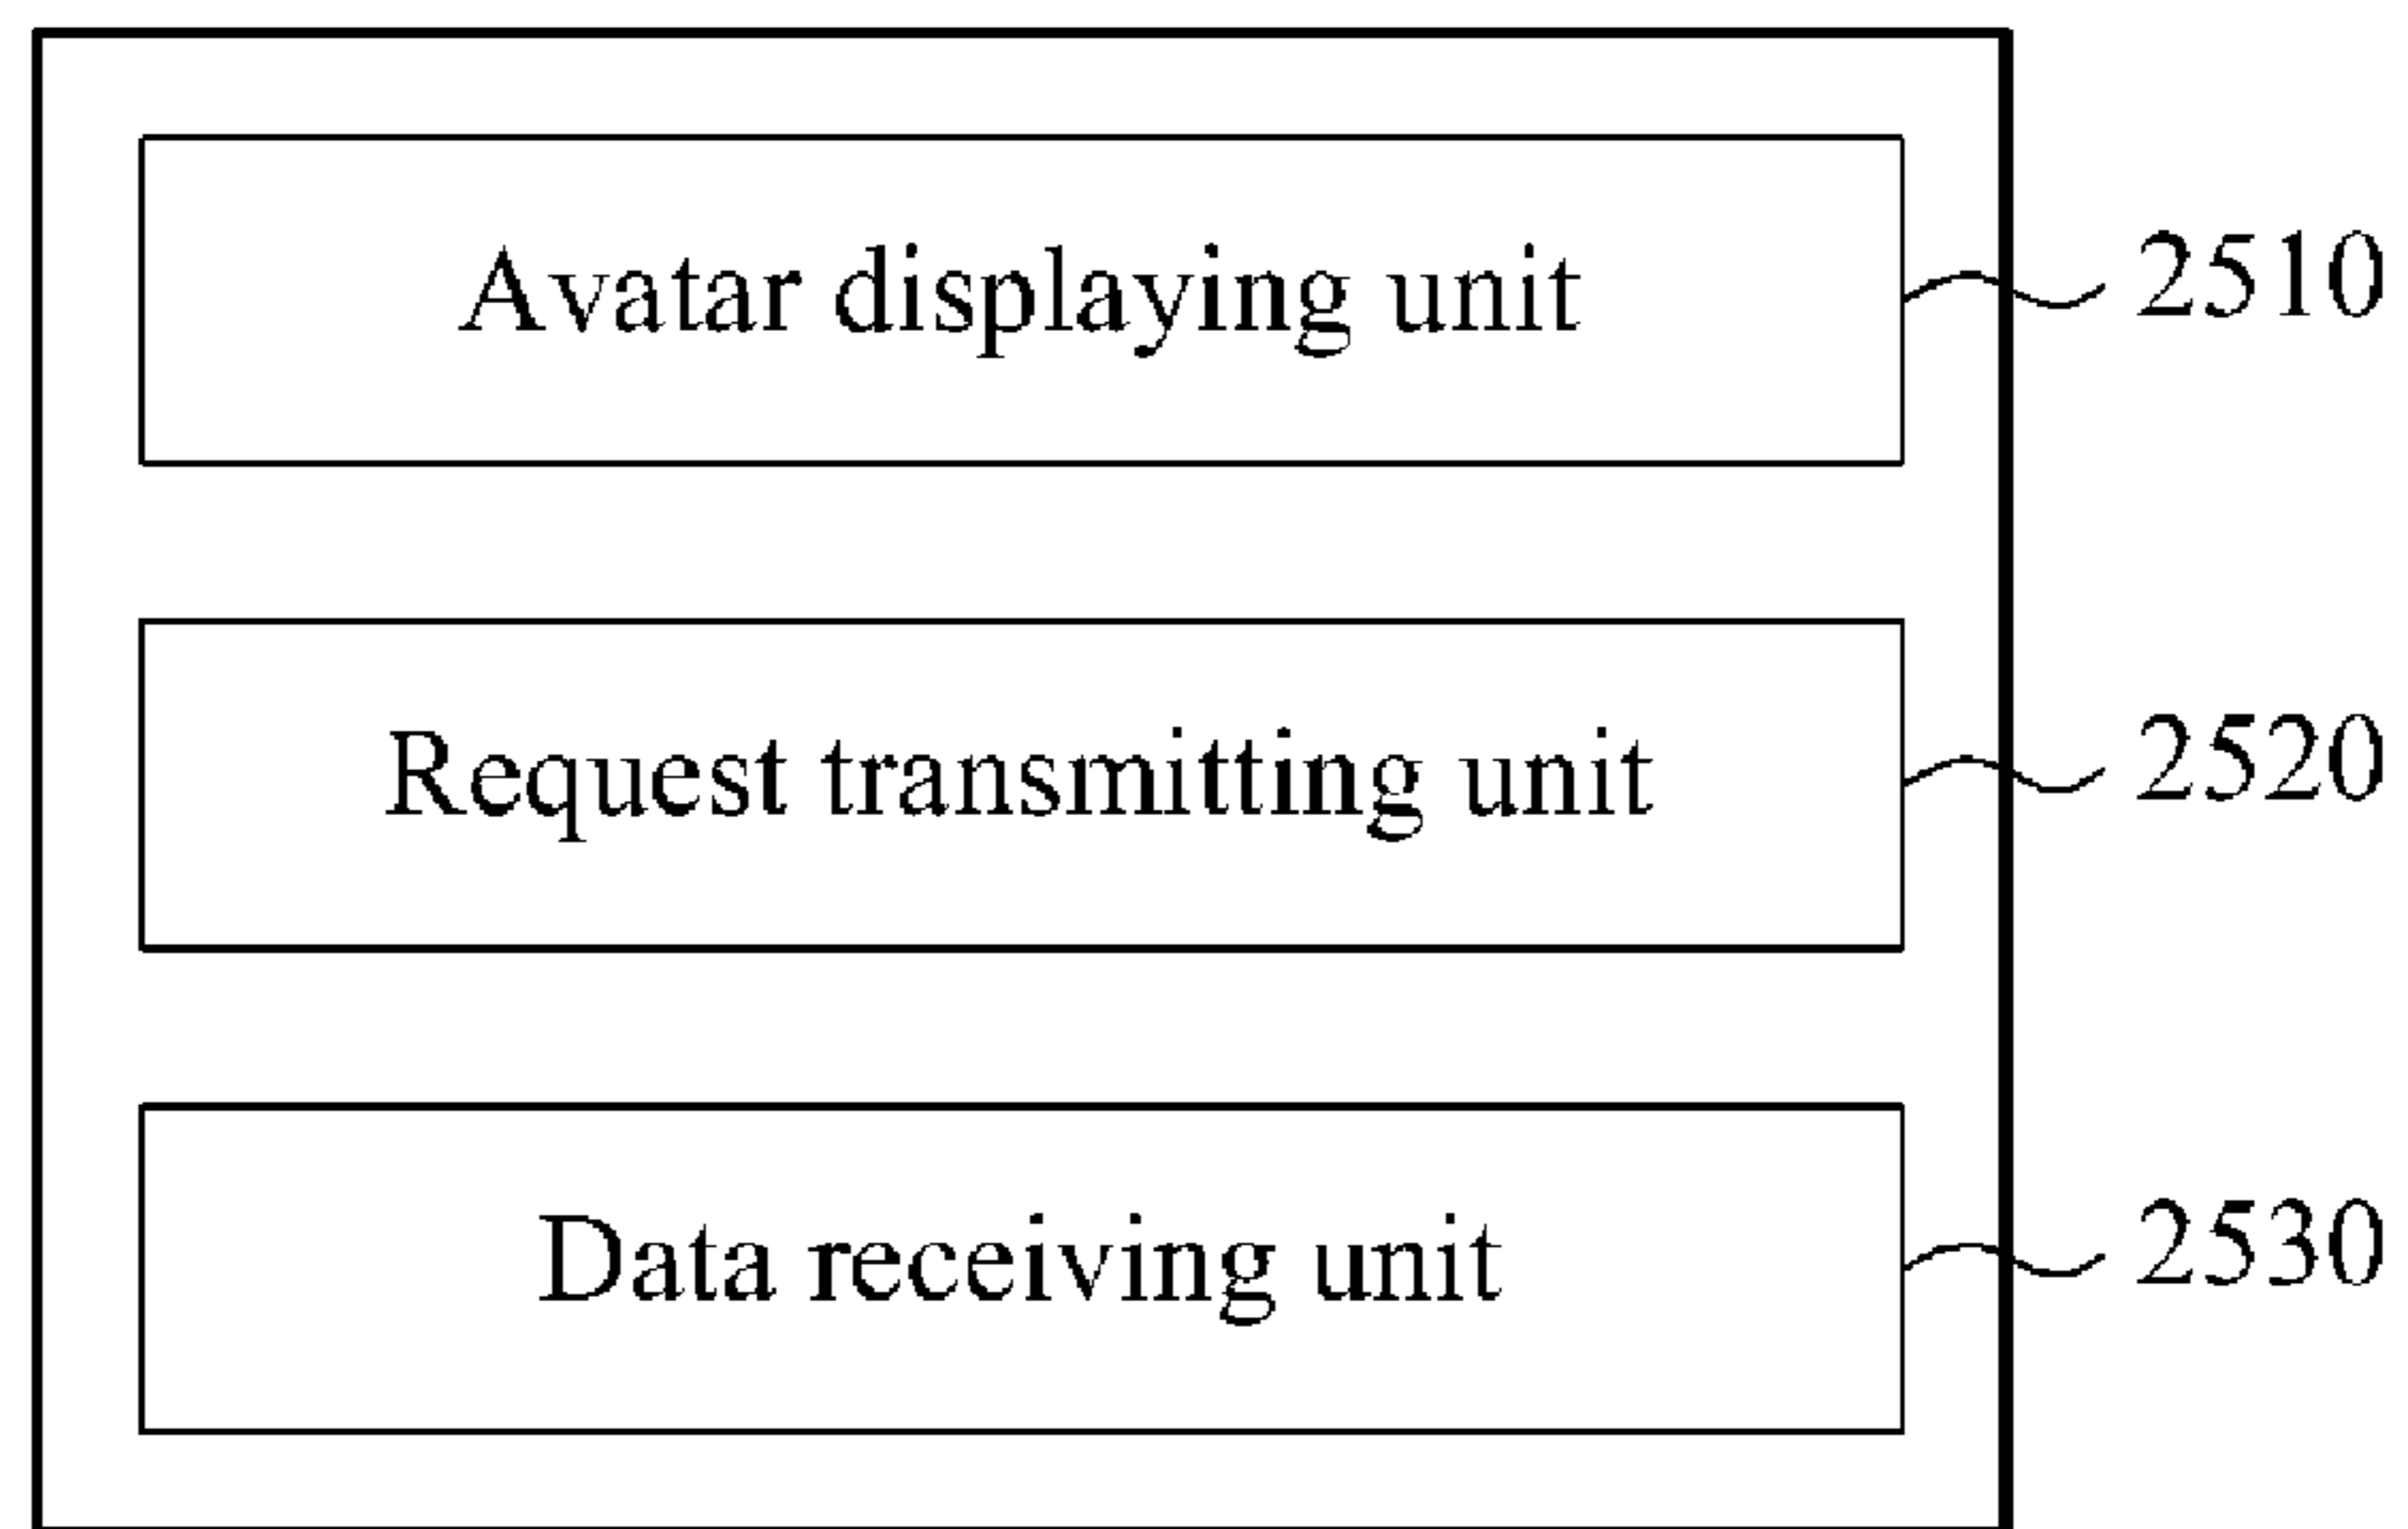 Avatar displaying unit 2510
Request transmitting unit 2520
Data receiving unit 2530